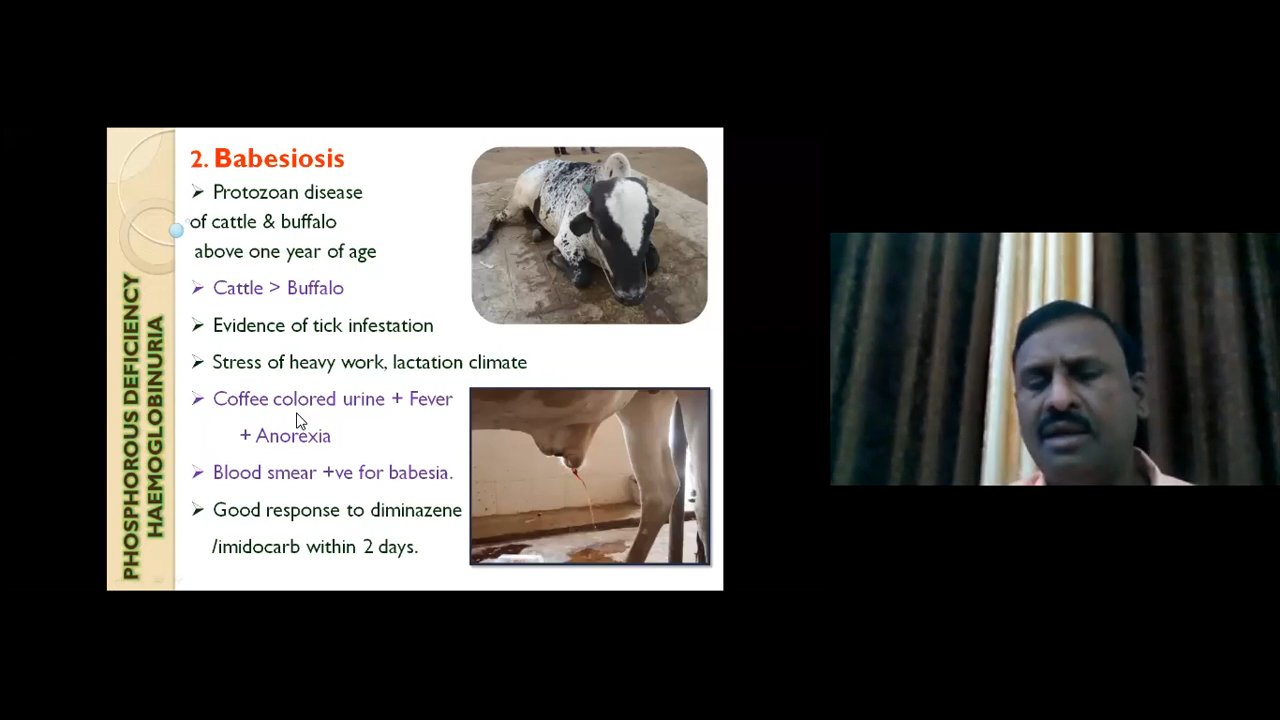 PHOSPHOROUS DEFICIENCY
HAEMOGLOBINURIA
2. Babesiosis
➢ Protozoan disease
of cattle & buffalo
above one year of age
➢ Cattle > Buffalo
➢ Evidence of tick infestation
➢ Stress of heavy work, lactation climate
➢ Coffee colored urine + Fever
+ Anorexia
➢ Blood smear +ve for babesia.
➢ Good response to diminazene
/imidocarb within 2 days.